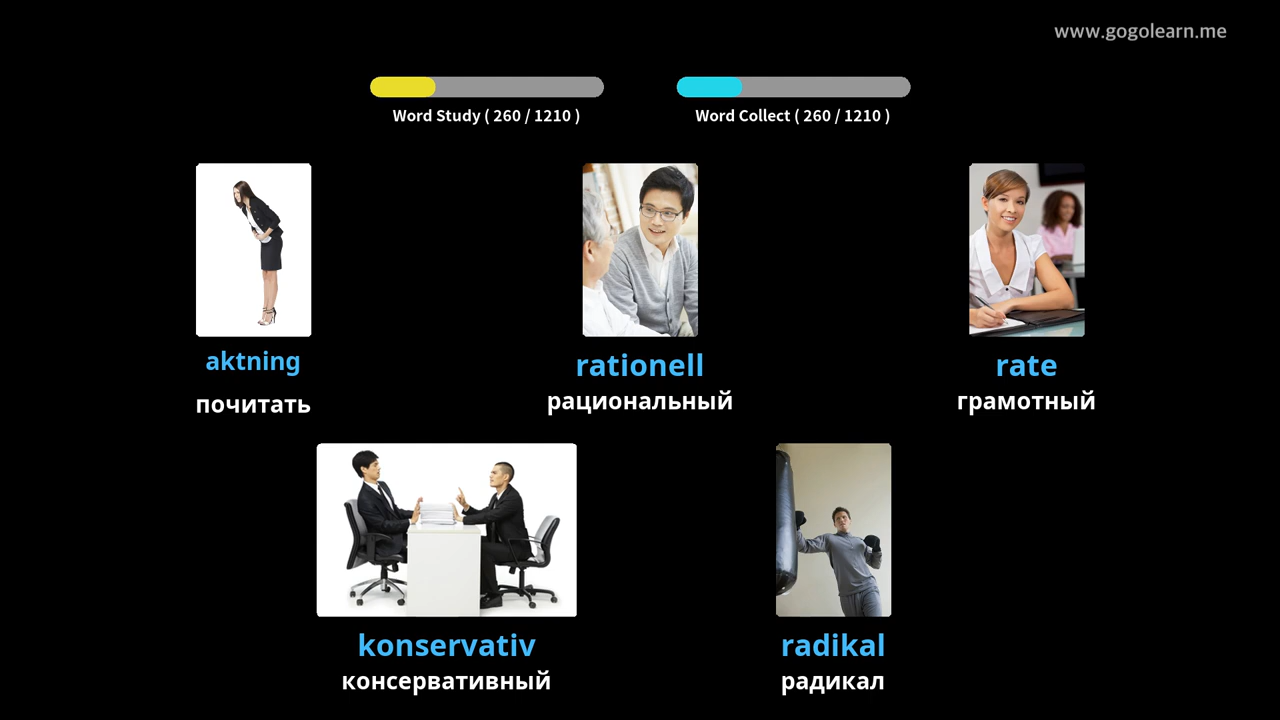 www.gogolearn.me
Word Study ( 260 / 1210 )
Word Collect ( 260 / 1210 )
aktning
почитать
rationell
рациональный
rate
грамотный
konservativ
консервативный
radikal
радикал